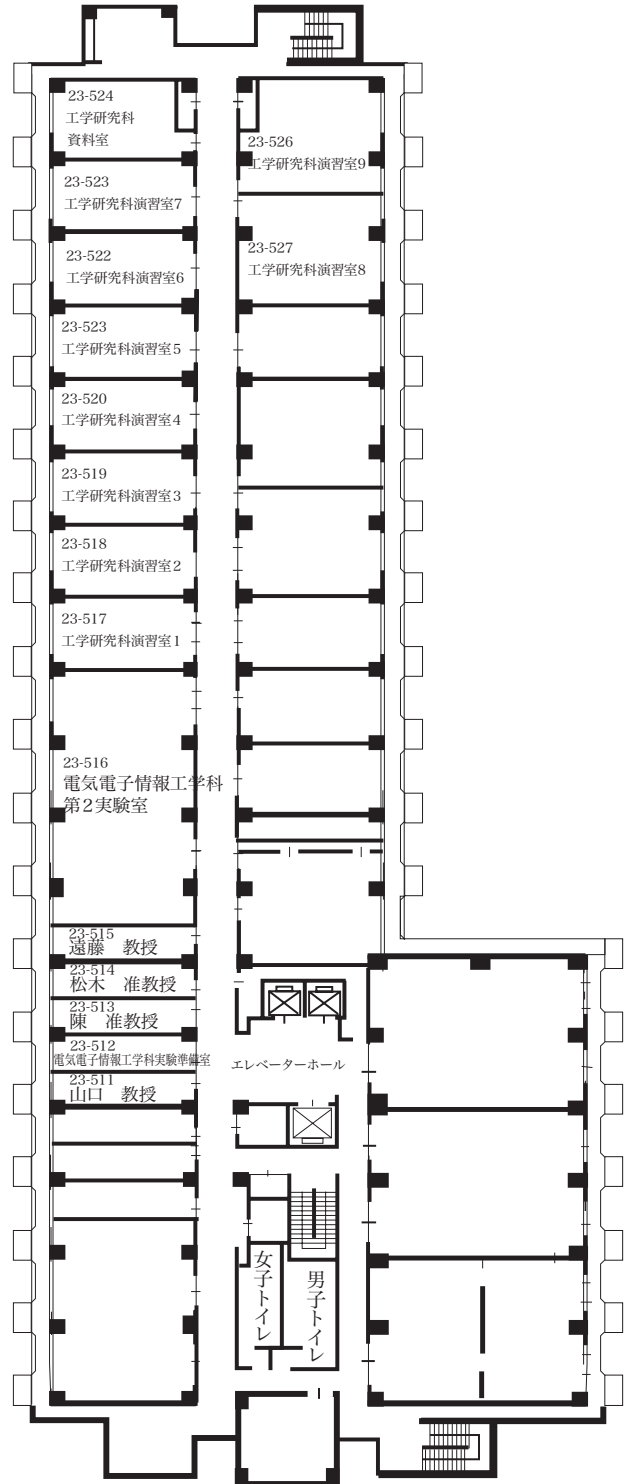 23-524
工学研究科
資料室
23-526
工学研究科演習室9
23-523
工学研究科演習室7
23-522
工学研究科演習室6
23-527
工学研究科演習室8
23-523
工学研究科演習室5
23-520
工学研究科演習室4
23-519
工学研究科演習室3
23-518
工学研究科演習室2
23-517
工学研究科演習室1
23-516
電気電子情報工学科
第2実験室
23-515
遠藤　教授
23-514
松木　准教授
23-513
陳　准教授
23-512
電気電子情報工学科実験準備室
エレベーターホール
23-511
山口　教授
女子トイレ
男子トイレ